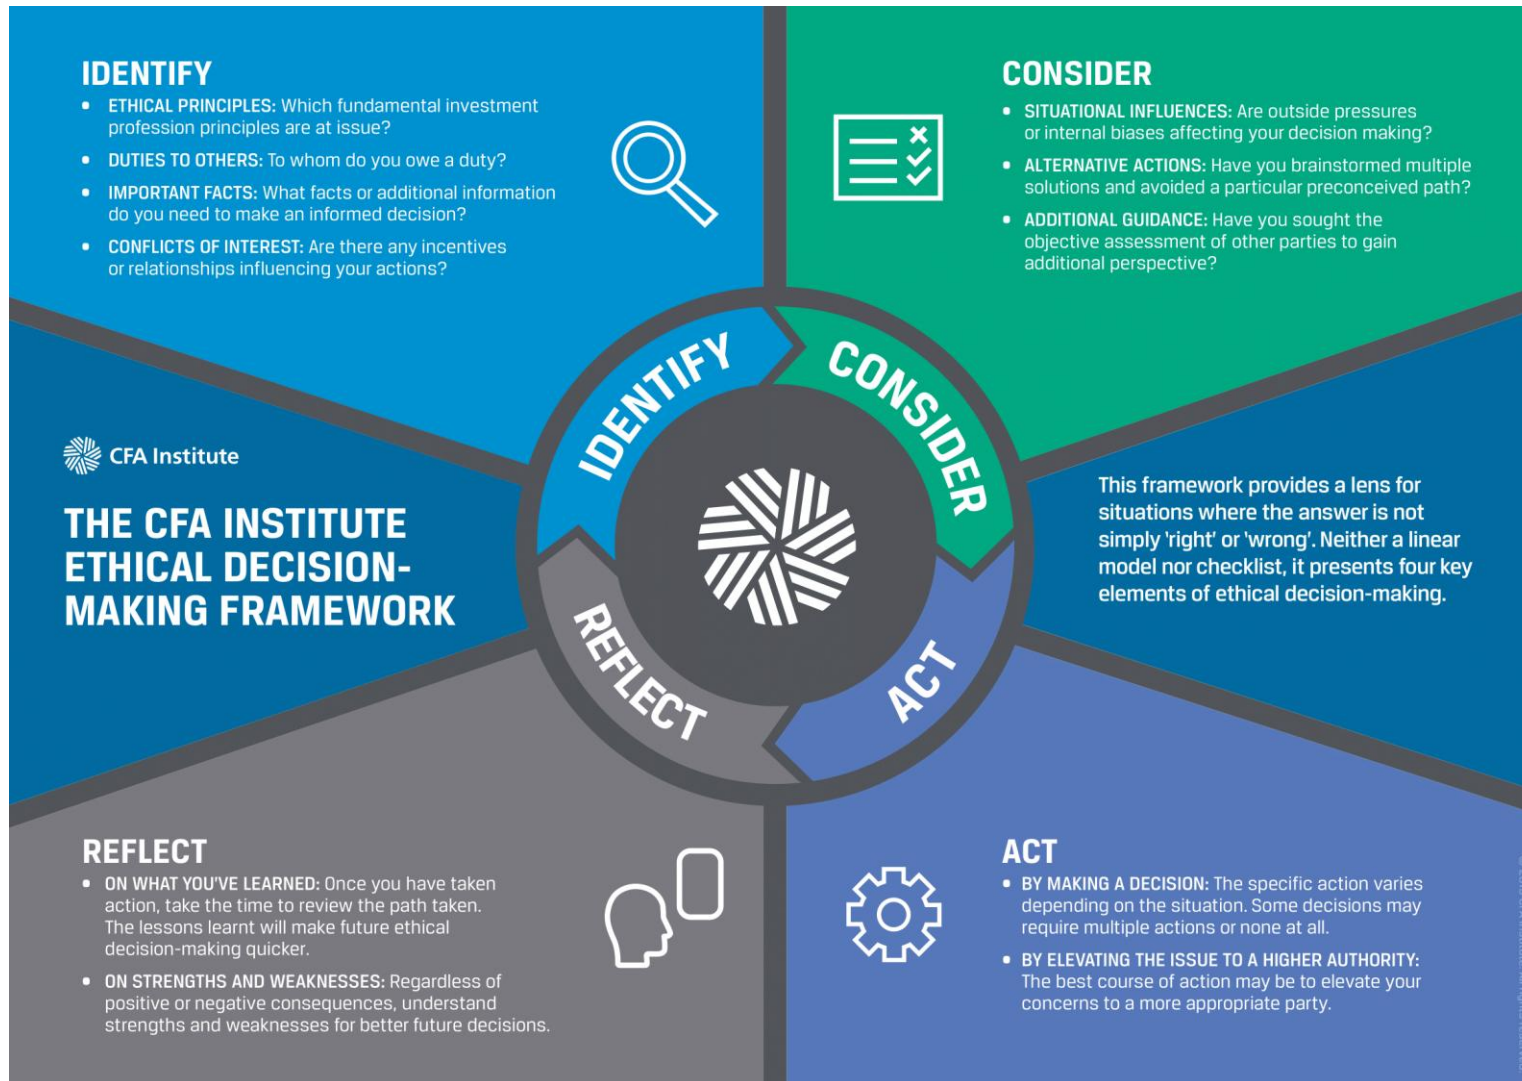 IDENTIFY
• ETHICAL PRINCIPLES: Which fundamental investment
profession principles are at issue?
• DUTIES TO OTHERS: To whom do you owe a duty?
• IMPORTANT FACTS: What facts or additional information
do you need to make an informed decision?
• CONFLICTS OF INTEREST: Are there any incentives
or relationships influencing your actions?
CONSIDER
• SITUATIONAL INFLUENCES: Are outside pressures
or internal biases affecting your decision making?
• ALTERNATIVE ACTIONS: Have you brainstormed multiple
solutions and avoided a particular preconceived path?
• ADDITIONAL GUIDANCE: Have you sought the
objective assessment of other parties to gain
additional perspective?
CFA Institute
THE CFA INSTITUTE
ETHICAL DECISION-
MAKING FRAMEWORK
IDENTIFY
CONSIDER
ACT
REFLECT
This framework provides a lens for
situations where the answer is not
simply 'right' or 'wrong'. Neither a linear
model nor checklist, it presents four key
elements of ethical decision-making.
REFLECT
• ON WHAT YOU'VE LEARNED: Once you have taken
action, take the time to review the path taken.
The lessons learnt will make future ethical
decision-making quicker.
• ON STRENGTHS AND WEAKNESSES: Regardless of
positive or negative consequences, understand
strengths and weaknesses for better future decisions.
ACT
• BY MAKING A DECISION: The specific action varies
depending on the situation. Some decisions may
require multiple actions or none at all.
• BY ELEVATING THE ISSUE TO A HIGHER AUTHORITY:
The best course of action may be to elevate your
concerns to a more appropriate party.